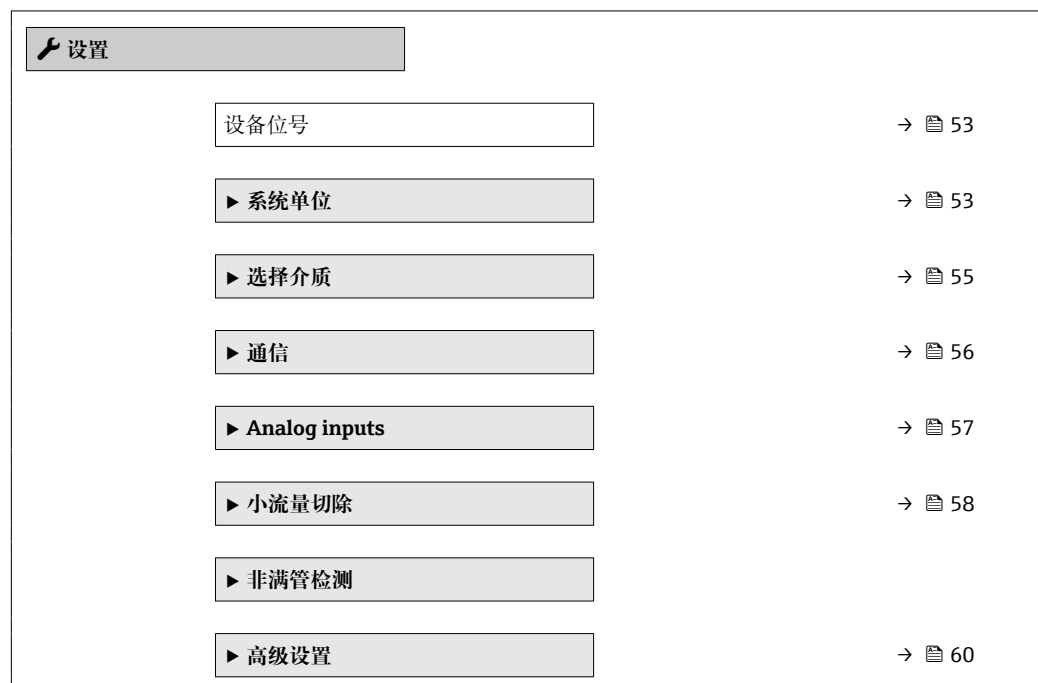 设置
设备位号 → 53
▶ 系统单位 → 53
▶ 选择介质 → 55
▶ 通信 → 56
▶ Analog inputs → 57
▶ 小流量切除 → 58
▶ 非满管检测
▶ 高级设置 → 60